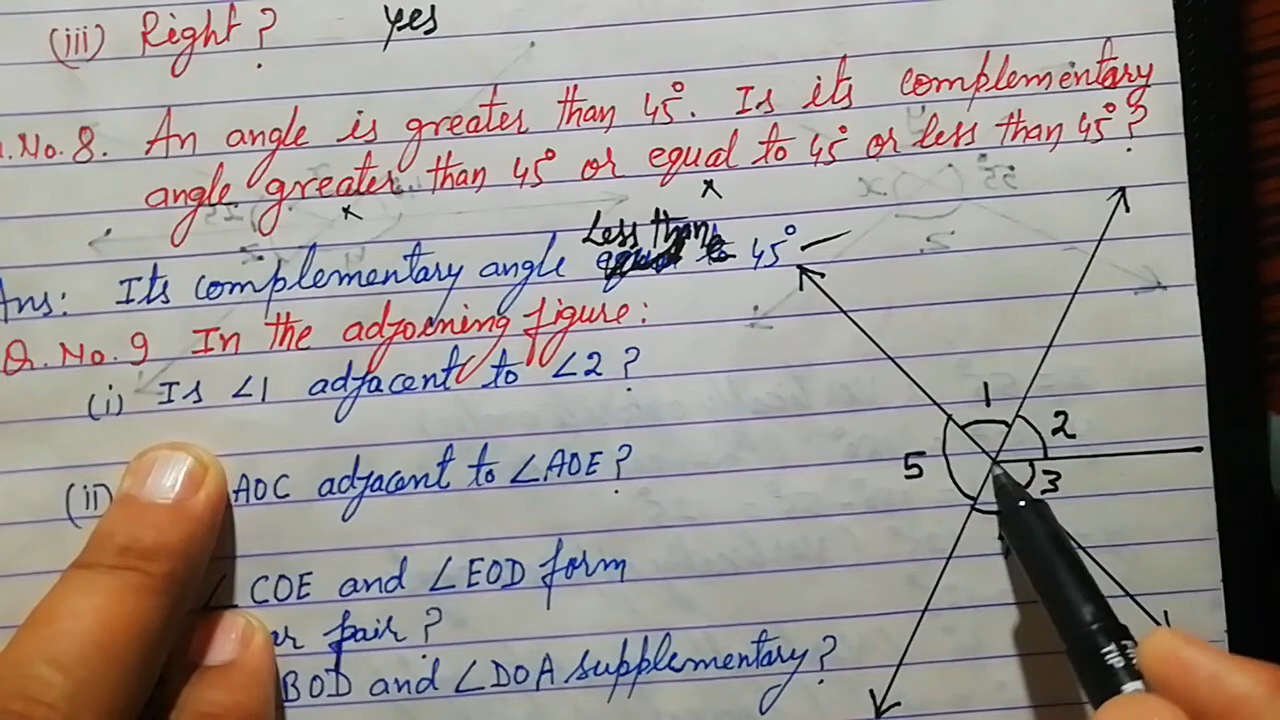 (iii) Right? yes
.No.8. An angle is greater than 45°. Is its complementary
angle greater than 45° or equal to 45° or less than 45°?
x x
Less than
Ans: Its complementary angle 45°
Q.No.9 In the adjoining figure:
(i) Is ∠1 adjacent to ∠2?
(ii) AOC adjacent to ∠AOE?
∠COE and ∠EOD form
pair?
BOD and ∠DOA supplementary?
1
2
5
3